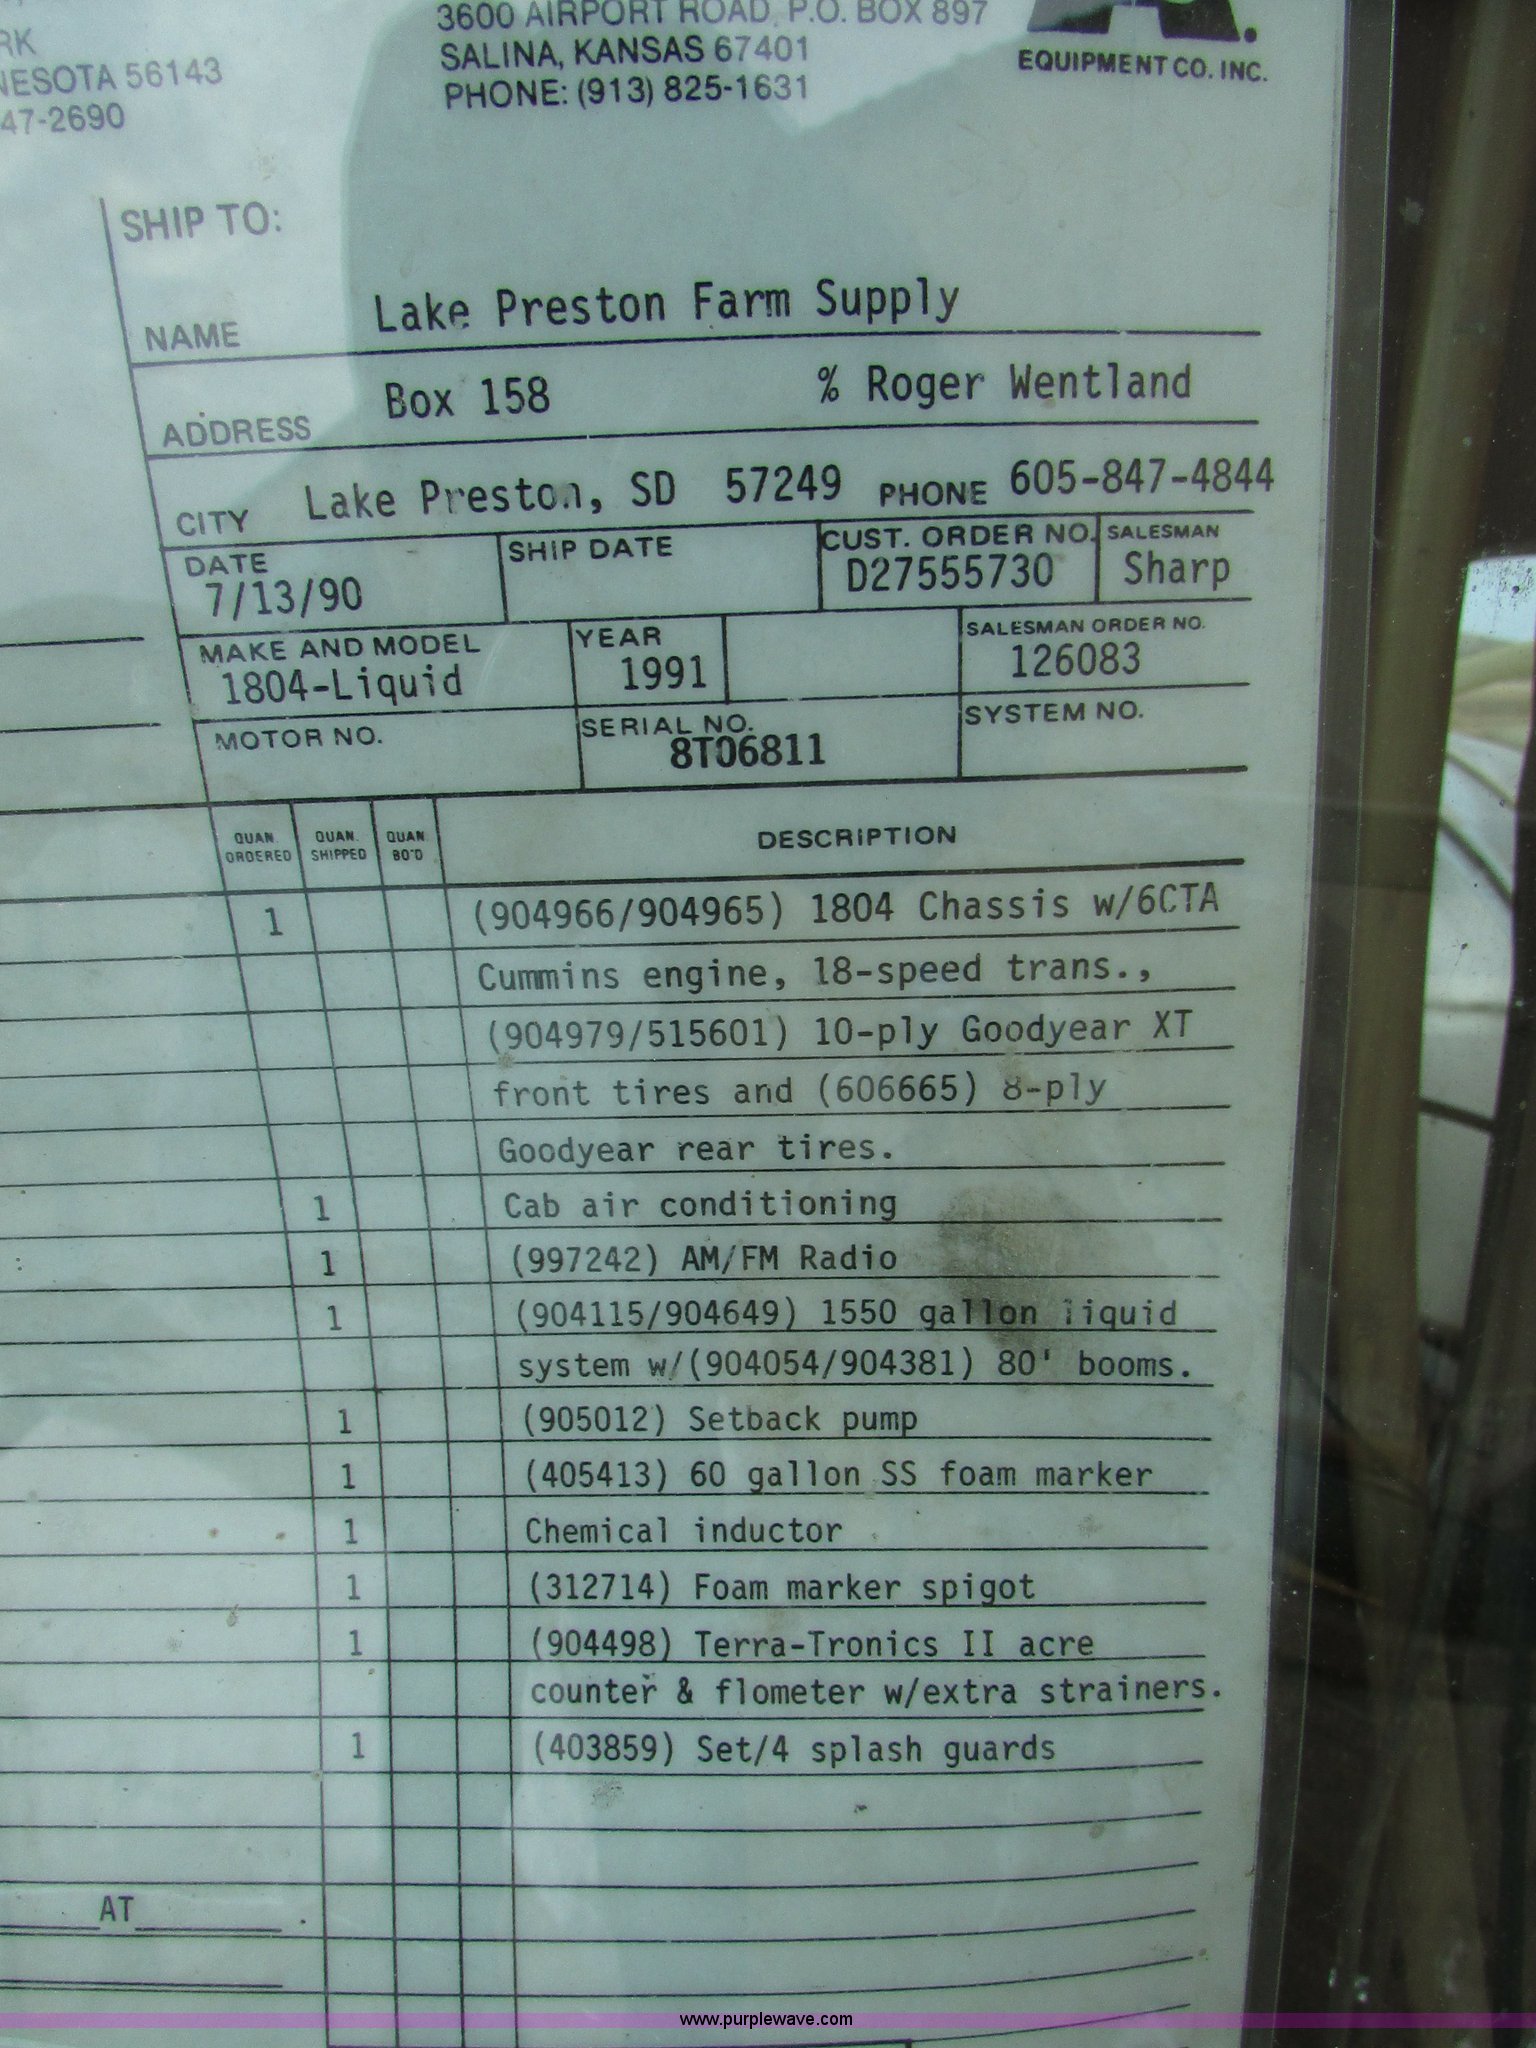 3600 AIRPORT ROAD, P.O. BOX 897
SALINA, KANSAS 67401
PHONE: (913) 825-1631
EQUIPMENT CO. INC.
RK
NESOTA 56143
47-2690
SHIP TO:
NAME Lake Preston Farm Supply
ADDRESS Box 158 % Roger Wentland
CITY Lake Preston, SD 57249 PHONE 605-847-4844
DATE SHIP DATE CUST. ORDER NO. SALESMAN
7/13/90 D27555730 Sharp
MAKE AND MODEL YEAR SALESMAN ORDER NO.
1804-Liquid 1991 126083
MOTOR NO. SERIAL NO. SYSTEM NO.
8T06811
QUAN. ORDERED QUAN. SHIPPED QUAN. BO'D DESCRIPTION
1 (904966/904965) 1804 Chassis w/6CTA
Cummins engine, 18-speed trans.,
(904979/515601) 10-ply Goodyear XT
front tires and (606665) 8-ply
Goodyear rear tires.
1 Cab air conditioning
1 (997242) AM/FM Radio
1 (904115/904649) 1550 gallon liquid
system w/(904054/904381) 80' booms.
1 (905012) Setback pump
1 (405413) 60 gallon SS foam marker
1 Chemical inductor
1 (312714) Foam marker spigot
1 (904498) Terra-Tronics II acre
counter & flometer w/extra strainers.
1 (403859) Set/4 splash guards
AT
www.purplewave.com